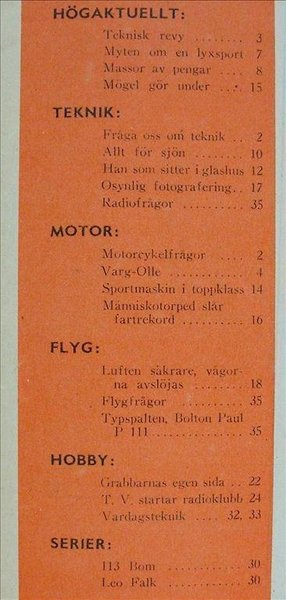 HÖGAKTUELLT:
Teknisk revy ........ 3
Myten om en lyxsport 7
Massor av pengar .... 8
Mögel gör under .... 15
TEKNIK:
Fråga oss om teknik .. 2
Allt för sjön ........ 10
Han som sitter i glashus 12
Osynlig fotografering.. 17
Radiofrågor ......... 35
MOTOR:
Motorcykelfrågor .... 2
Varg-Olle ........... 4
Sportmaskin i toppklass 14
Människotorped slår
fartrekord .......... 16
FLYG:
Luften säkrare, vågor-
na avslöjas ......... 18
Flygfrågor .......... 35
Typspalten, Bolton Paul
P 111 ............... 35
HOBBY:
Grabbarnas egen sida .. 22
T. V. startar radioklubb 24
Vardagsteknik .... 32, 33
SERIER:
113 Bom ............ 30
Leo Falk ............ 30